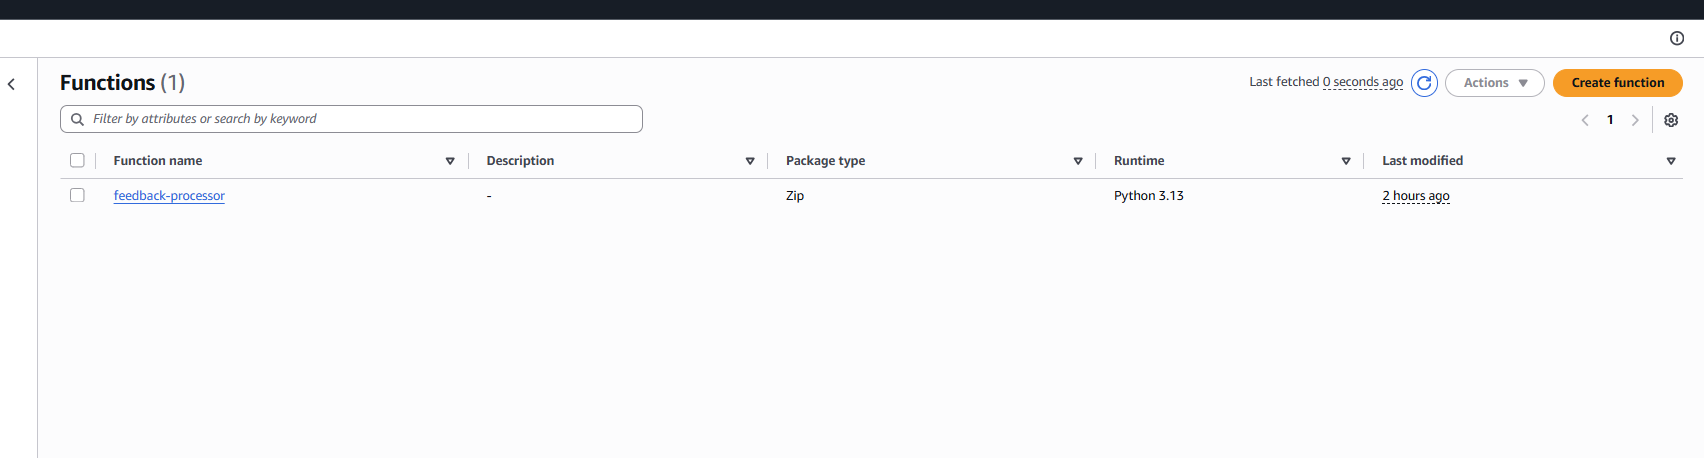 Functions (1)
Last fetched 0 seconds ago
Actions
Create function
Filter by attributes or search by keyword
1
Function name Description Package type Runtime Last modified
feedback-processor - Zip Python 3.13 2 hours ago